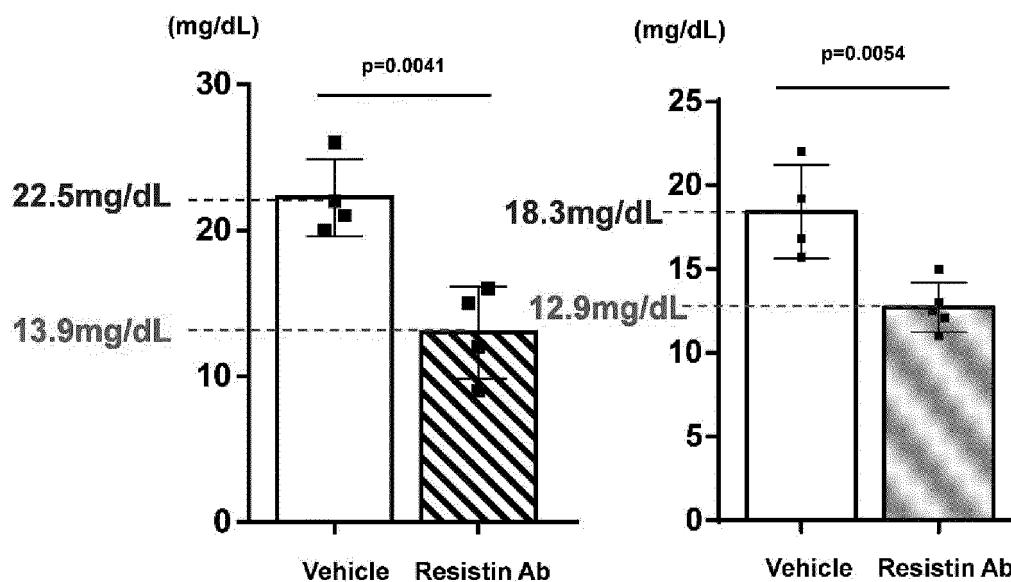 (mg/dL)
p=0.0041
30
22.5mg/dL
20
13.9mg/dL
10
0
Vehicle Resistin Ab
(mg/dL)
p=0.0054
25
20
18.3mg/dL
15
12.9mg/dL
10
5
0
Vehicle Resistin Ab